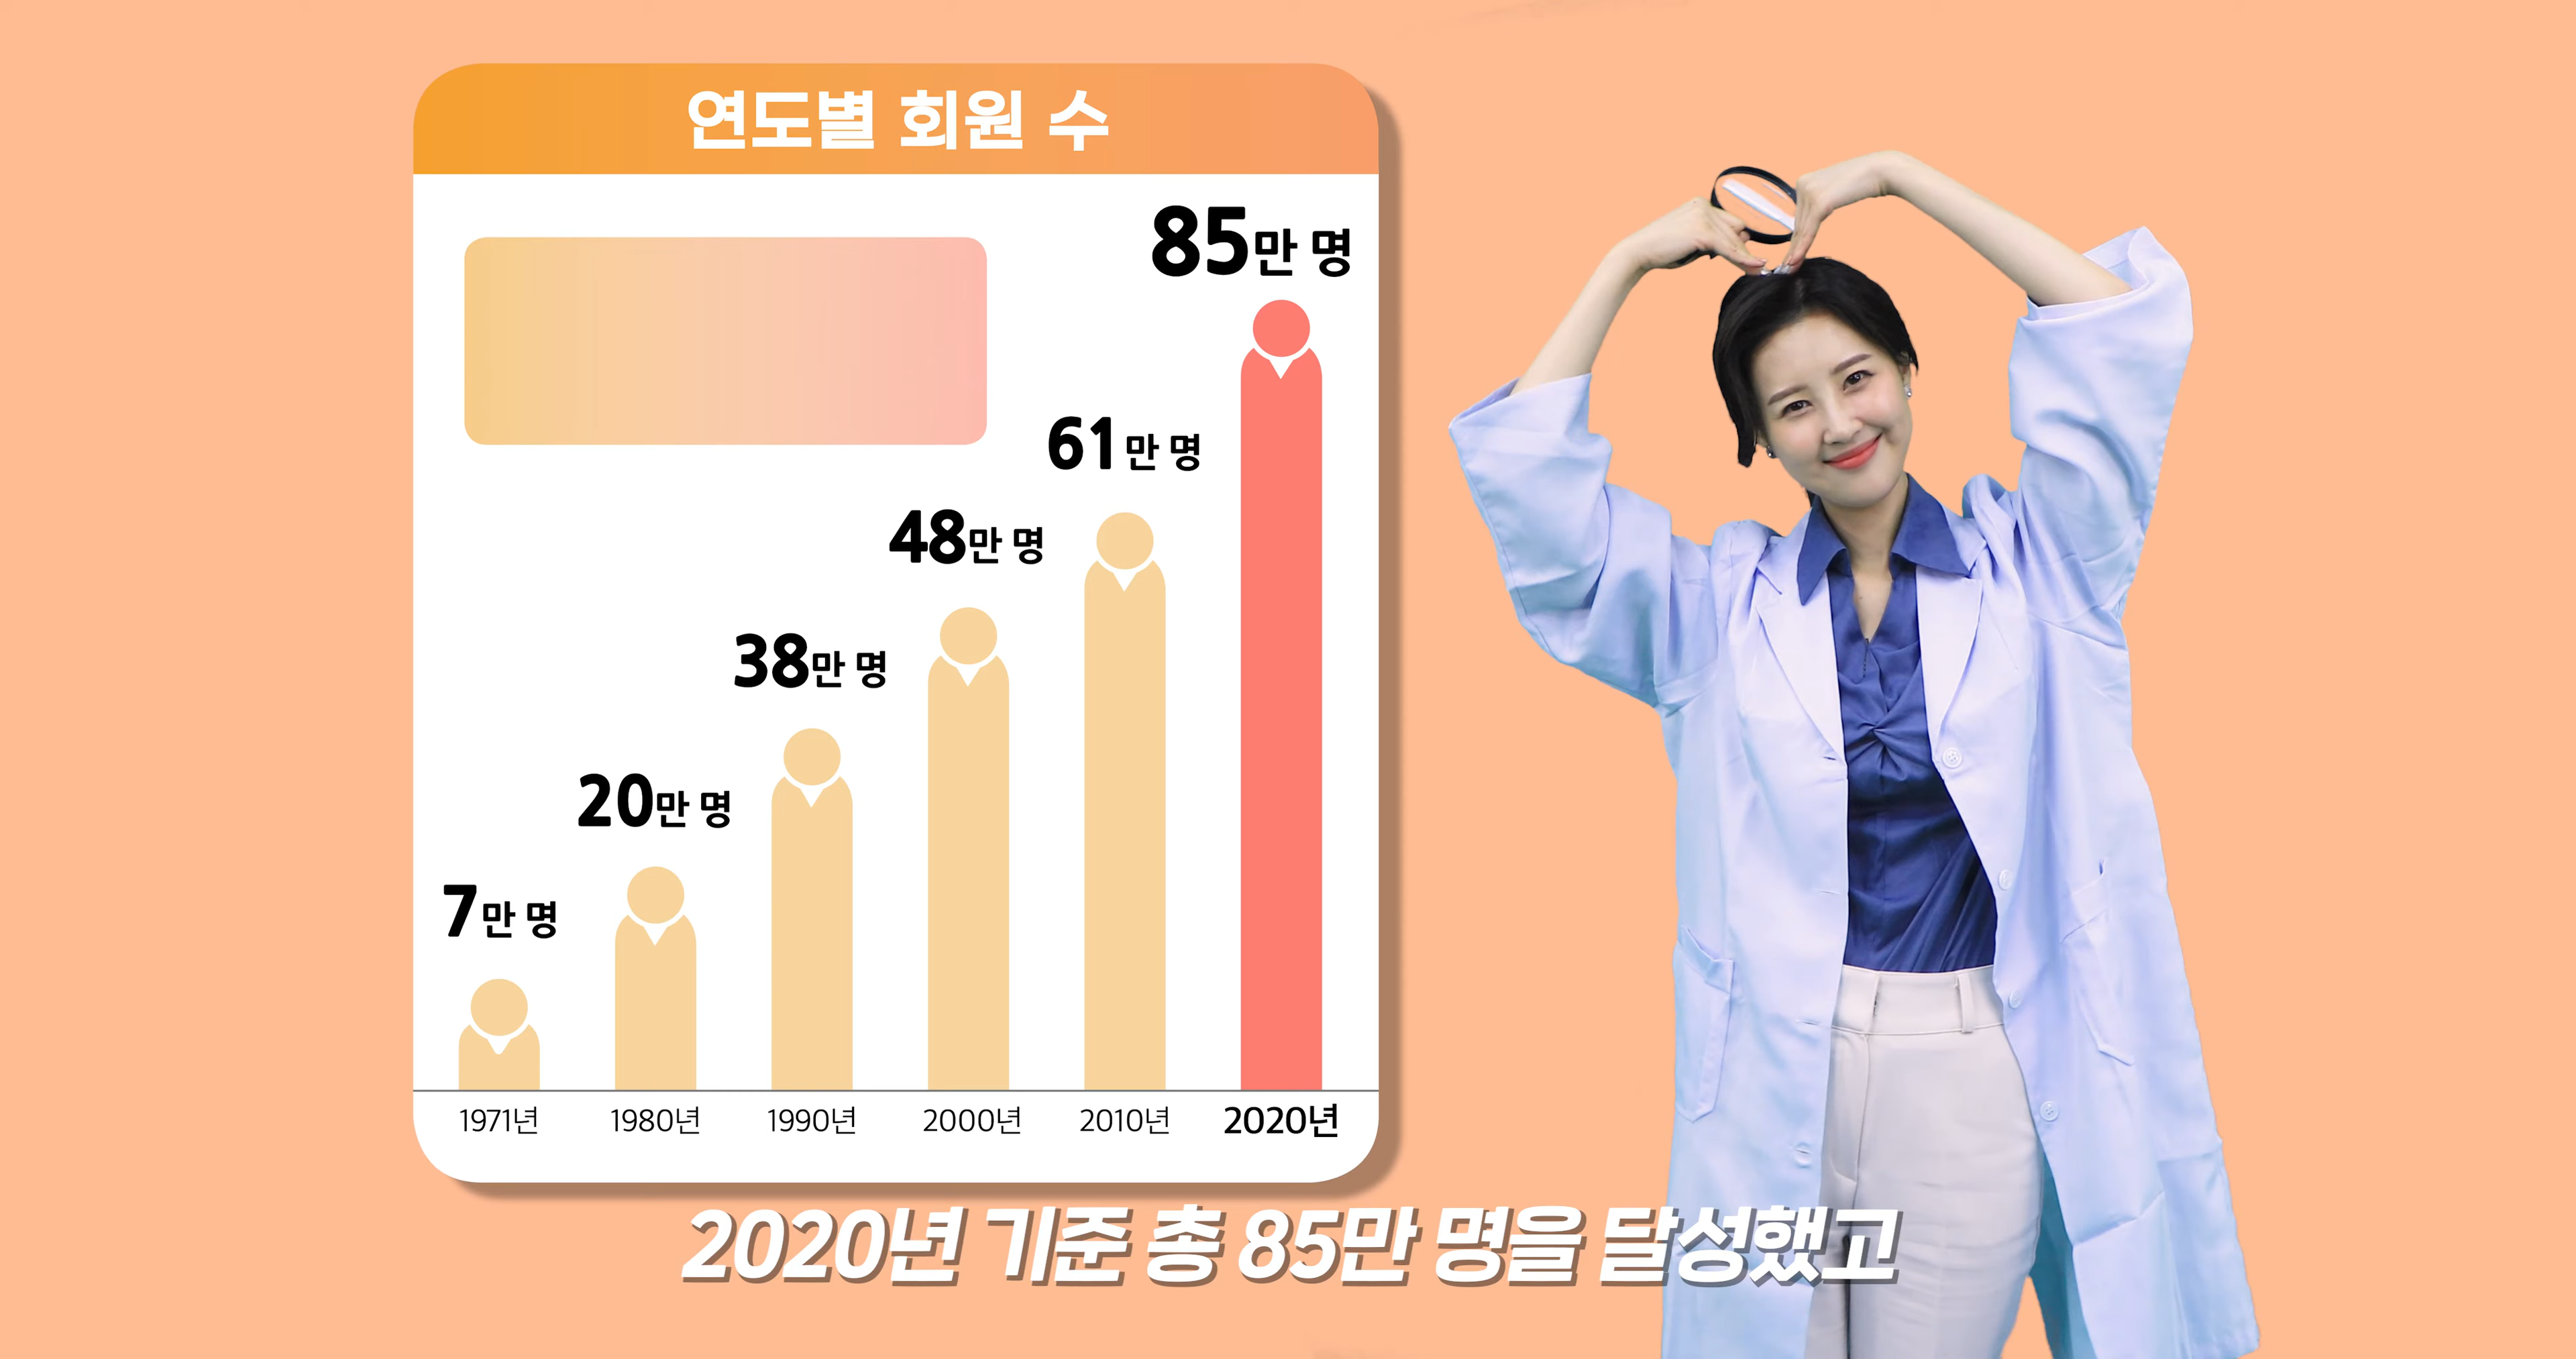 연도별 회원 수
85만 명
61만 명
48만 명
38만 명
20만 명
7만 명
1971년 1980년 1990년 2000년 2010년 2020년
2020년 기준 총 85만 명을 달성했고